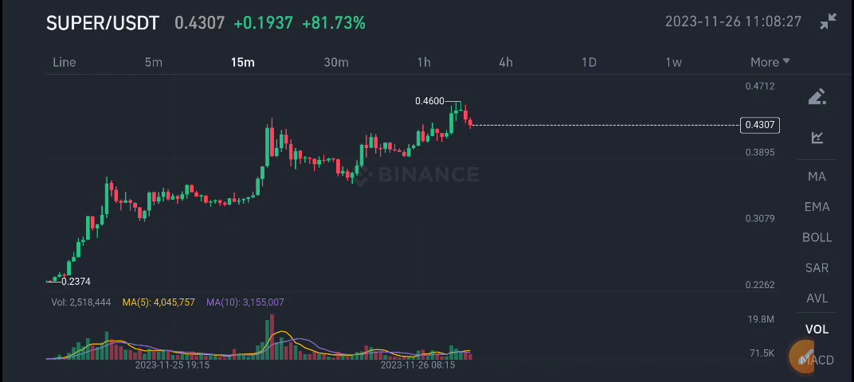 SUPER/USDT 0.4307 +0.1937 +81.73% 2023-11-26 11:08:27
Line 5m 15m 30m 1h 4h 1D 1w More
0.4712
0.4600
0.4307
0.3895
BINANCE
MA
EMA
0.3079
BOLL
SAR
0.2374
0.2262
AVL
Vol: 2,518,444 MA(5): 4,045,757 MA(10): 3,155,007
19.8M
VOL
71.5K
MACD
2023-11-25 19:15 2023-11-26 08:15